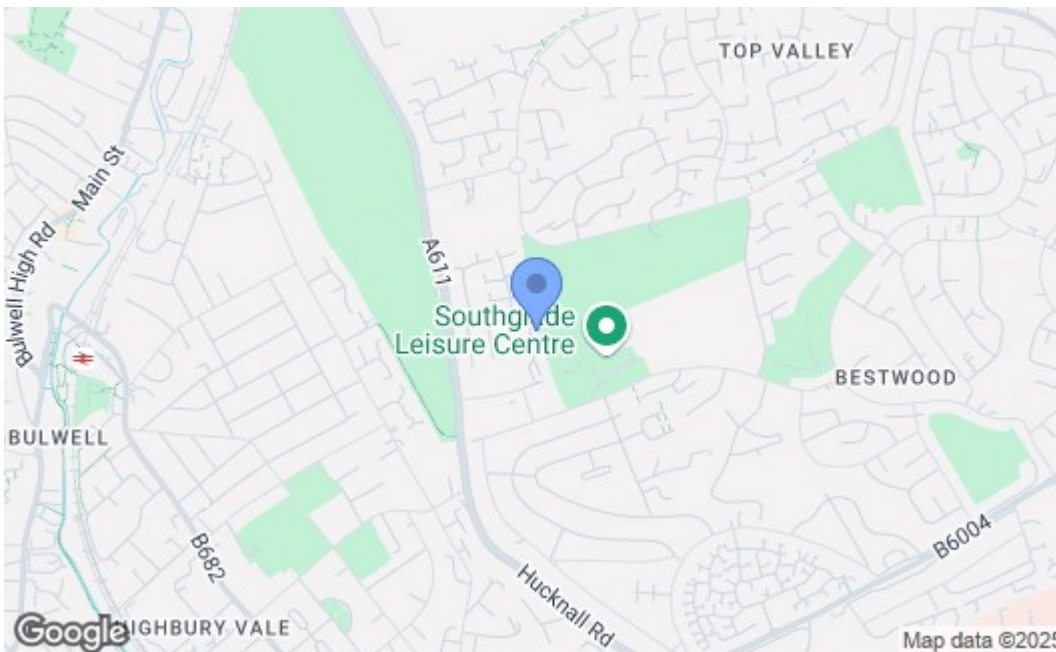 TOP VALLEY
Main St
Bulwell High Rd
A611
Southglade
Leisure Centre
BESTWOOD
BULWELL
B682
B6004
Hucknall Rd
HIGHBURY VALE
Google
Map data ©2025